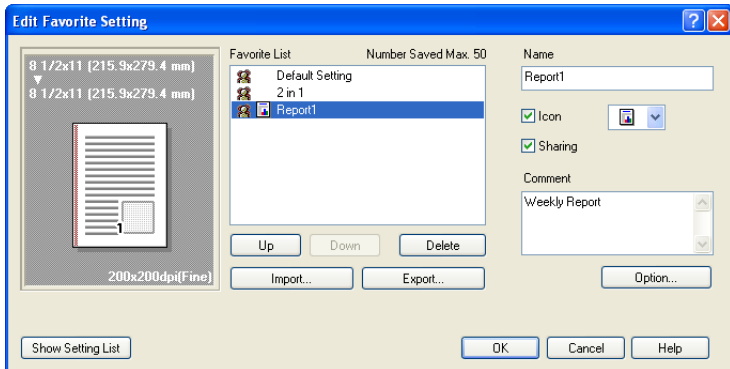 Edit Favorite Setting
8 1/2x11 (215.9x279.4 mm)
8 1/2x11 (215.9x279.4 mm)
1
200x200dpi(Fine)
Favorite List
Number Saved Max. 50
Default Setting
2 in 1
Report1
Up
Down
Delete
Import...
Export...
Name
Report1
Icon
Sharing
Comment
Weekly Report
Option...
Show Setting List
OK
Cancel
Help